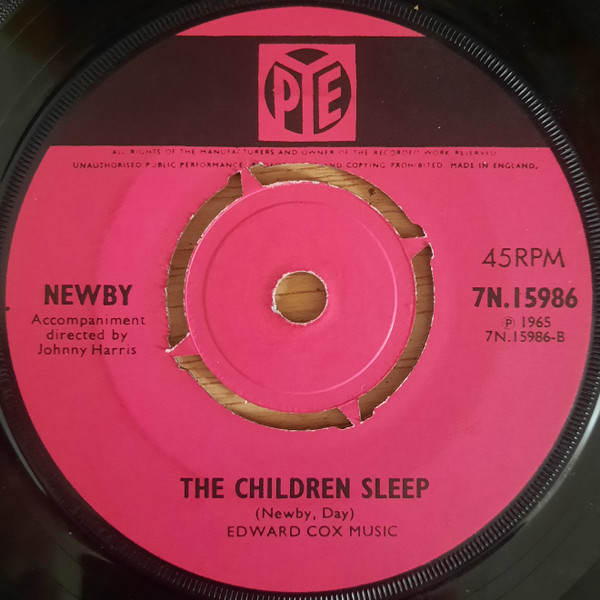 PYE
ALL RIGHTS OF THE MANUFACTURERS AND OWNER OF THE RECORDED WORK RESERVED
UNAUTHORISED PUBLIC PERFORMANCE AND COPYING PROHIBITED. MADE IN ENGLAND.
45RPM
NEWBY
7N.15986
Accompaniment
directed by
Johnny Harris
℗ 1965
7N.15986-B
THE CHILDREN SLEEP
(Newby, Day)
EDWARD COX MUSIC